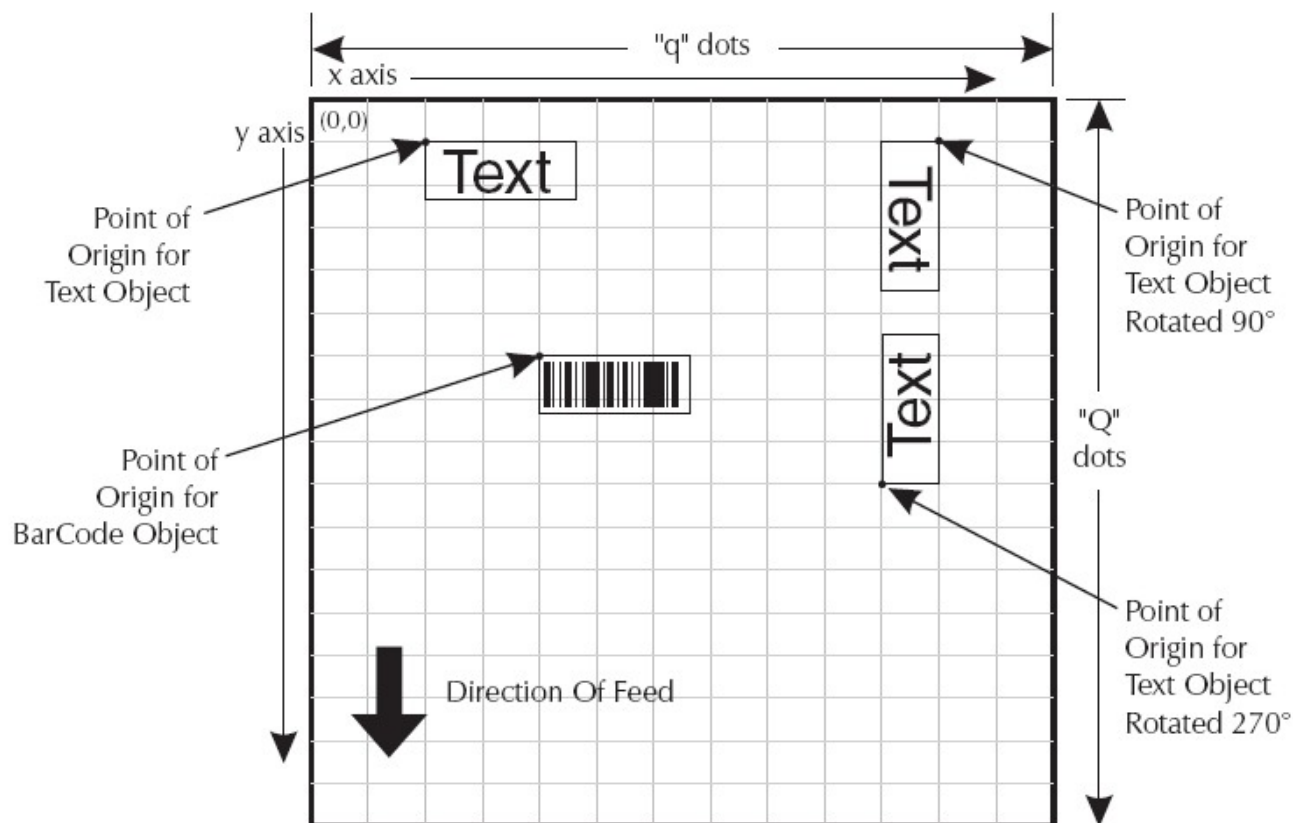 "q" dots
x axis
y axis
(0,0)
Text
Text
Point of
Origin for
Text Object
Point of
Origin for
Text Object
Rotated 90°
Text
"Q"
dots
Point of
Origin for
BarCode Object
Point of
Origin for
Text Object
Rotated 270°
Direction Of Feed